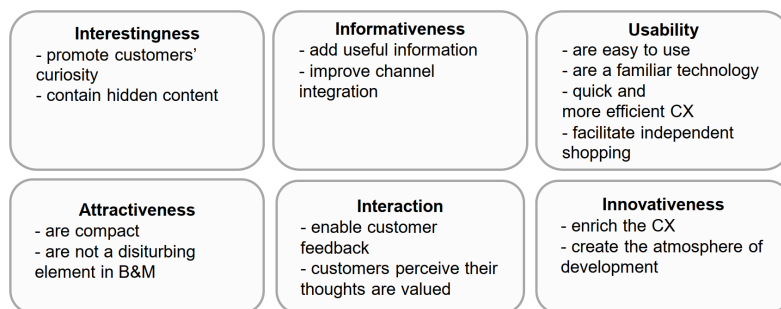 Interestingness
- promote customers'
curiosity
- contain hidden content
Informativeness
- add useful information
- improve channel
integration
Usability
- are easy to use
- are a familiar technology
- quick and
more efficient CX
- facilitate independent
shopping
Attractiveness
- are compact
- are not a disiturbing
element in B&M
Interaction
- enable customer
feedback
- customers perceive their
thoughts are valued
Innovativeness
- enrich the CX
- create the atmosphere of
development